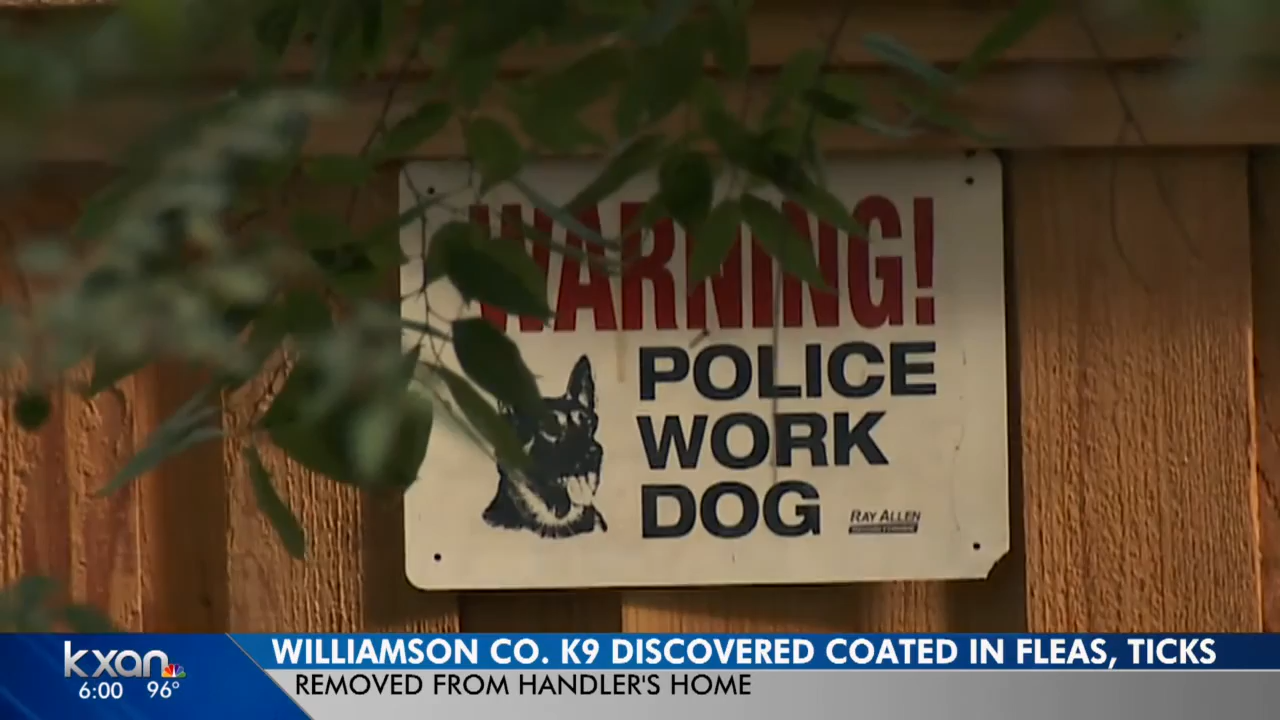 WARNING!
POLICE
WORK
DOG
RAY ALLEN
kxan
6:00 96°
WILLIAMSON CO. K9 DISCOVERED COATED IN FLEAS, TICKS
REMOVED FROM HANDLER'S HOME